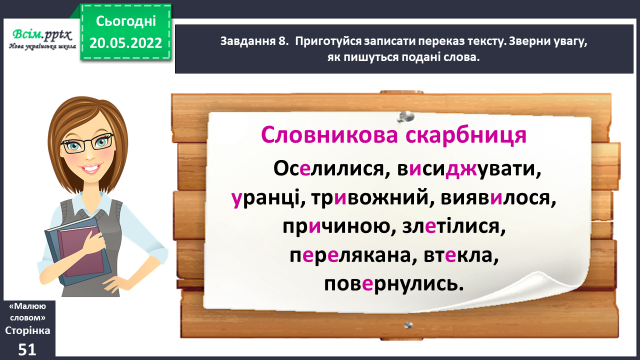 Всім.pptx
Нова українська школа
Сьогодні
20.05.2022
Завдання 8. Приготуйся записати переказ тексту. Зверни увагу,
як пишуться подані слова.
Словникова скарбниця
Оселилися, висиджувати,
уранці, тривожний, виявилося,
причиною, злетілися,
перелякана, втекла,
повернулись.
«Малюю
словом»
Сторінка
51